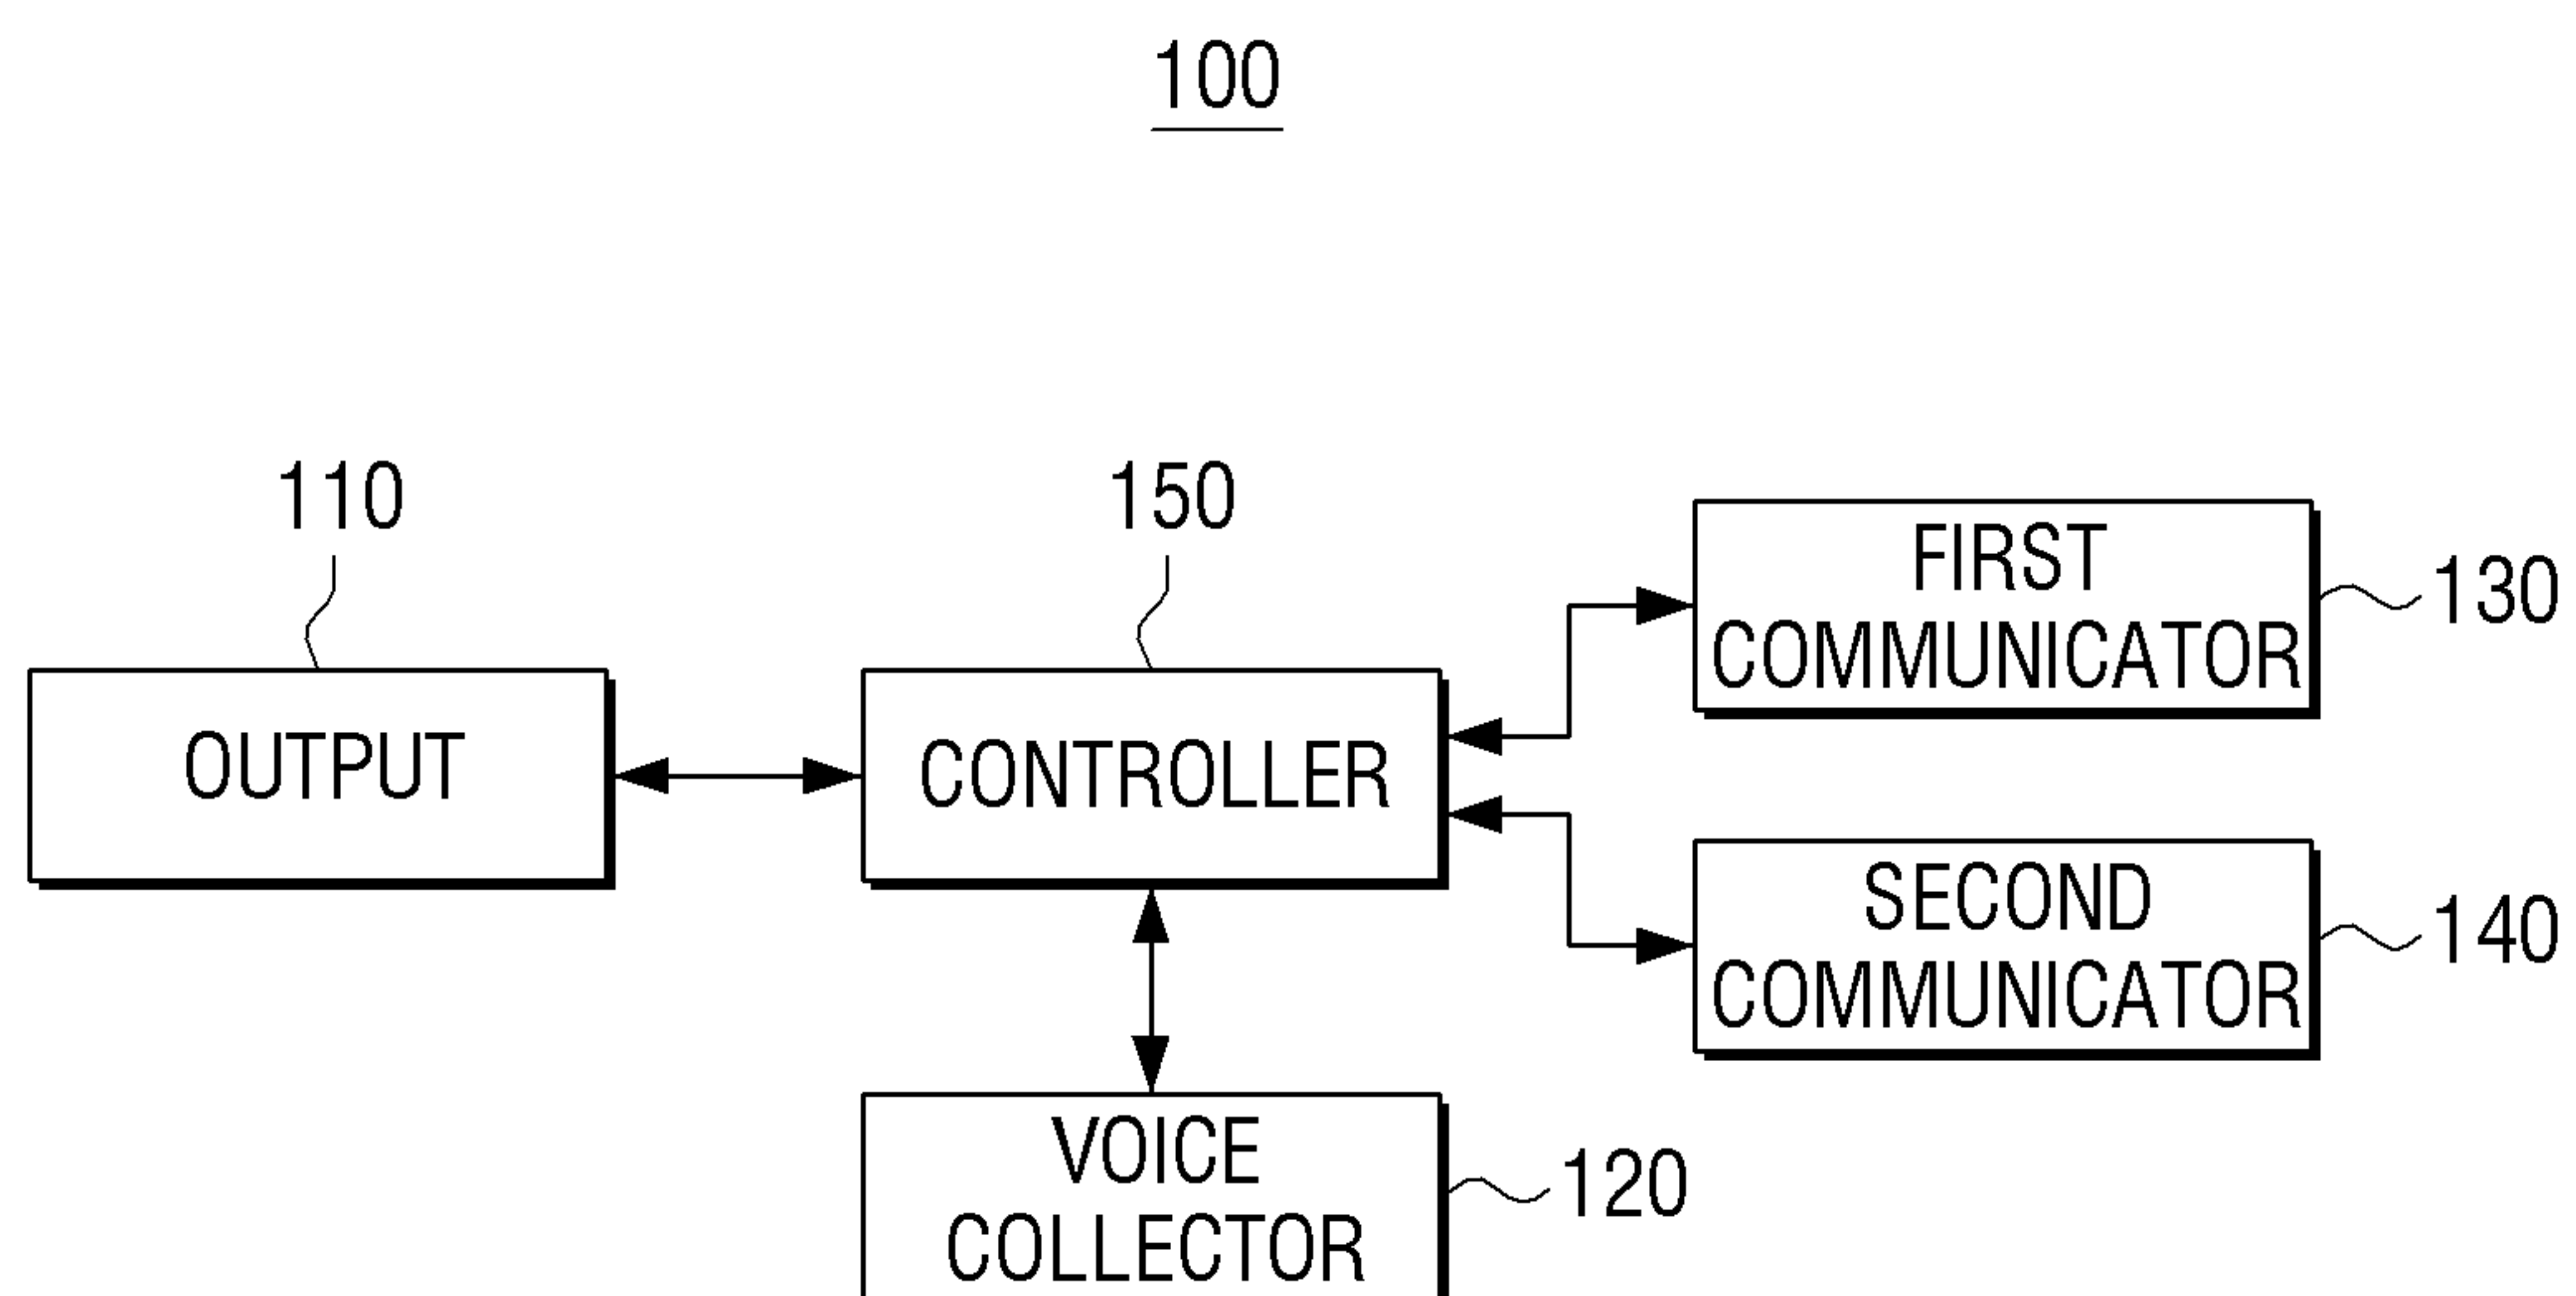 100
110
150
FIRST
COMMUNICATOR
130
OUTPUT
CONTROLLER
SECOND
COMMUNICATOR
140
VOICE
COLLECTOR
120